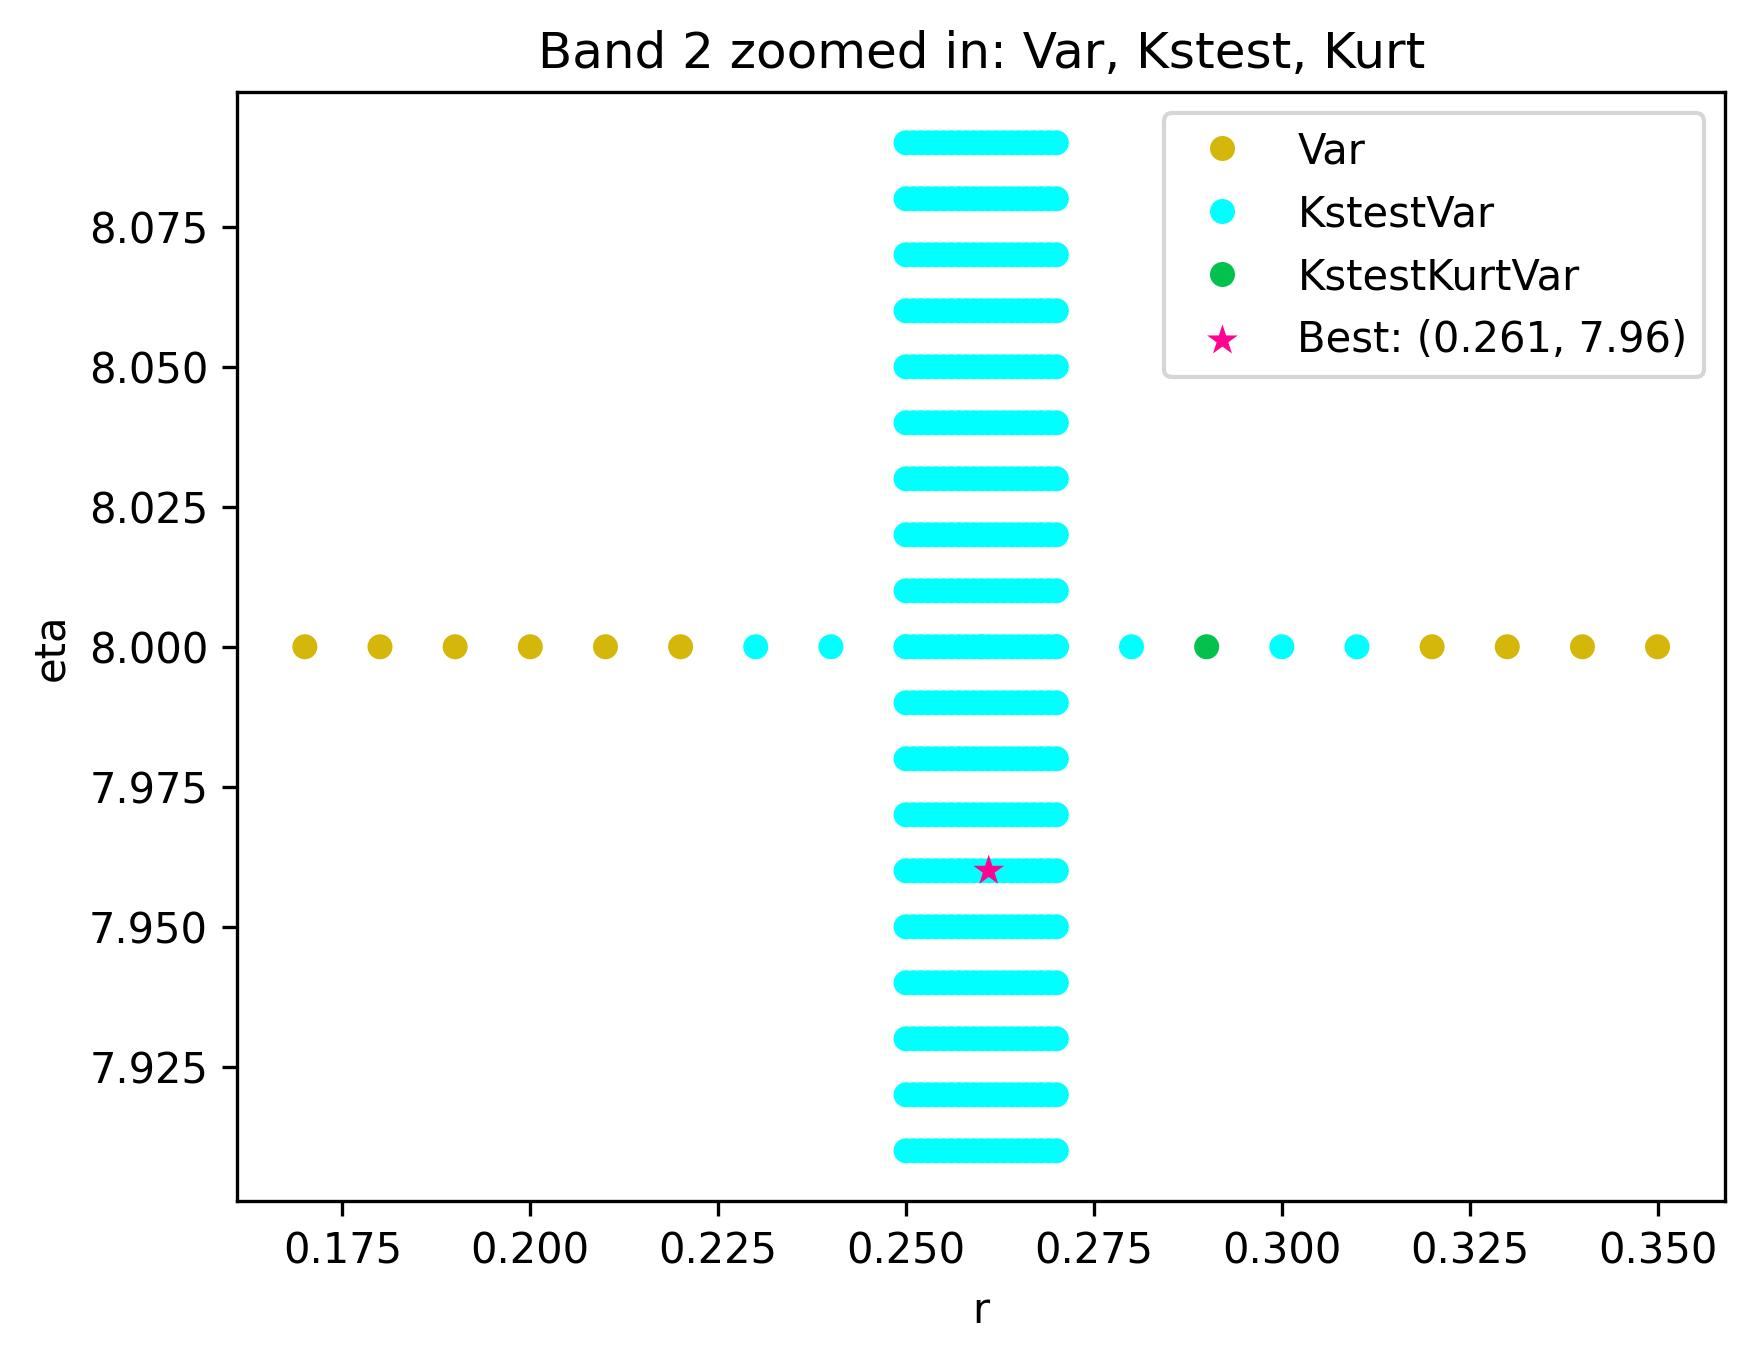 Band 2 zoomed in: Var, Kstest, Kurt
Var
KstestVar
KstestKurtVar
Best: (0.261, 7.96)
8.075
8.050
8.025
8.000
7.975
7.950
7.925
eta
0.175 0.200 0.225 0.250 0.275 0.300 0.325 0.350
r